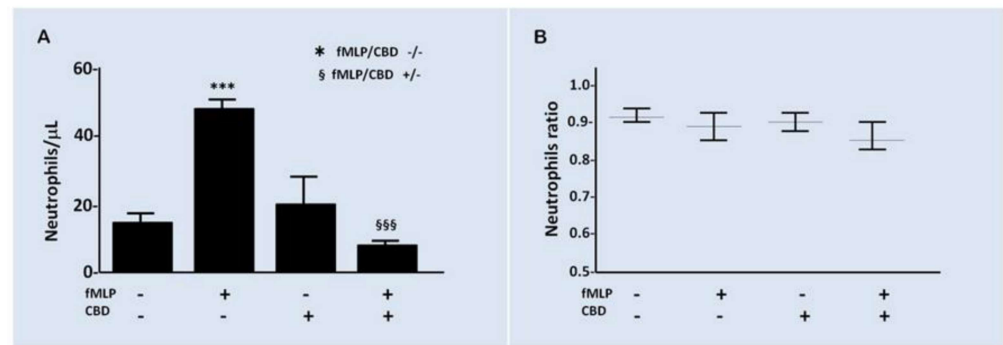 A
* fMLP/CBD -/-
§ fMLP/CBD +/-
Neutrophils/µL
60
40
20
0
***
§§§
fMLP - + - +
CBD - - + +
B
Neutrophils ratio
1.0
0.9
0.8
0.7
0.6
0.5
fMLP - + - +
CBD - - + +